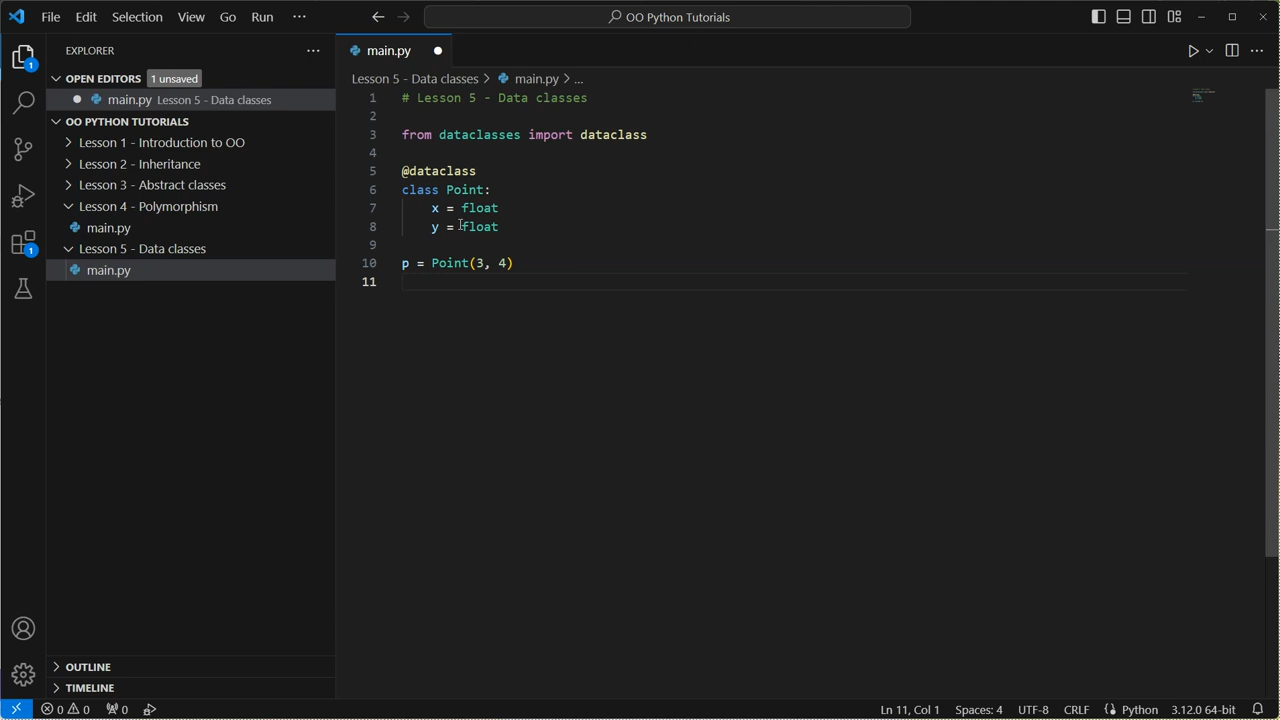 File Edit Selection View Go Run ··· OO Python Tutorials
EXPLORER ···
OPEN EDITORS 1 unsaved
main.py Lesson 5 - Data classes
OO PYTHON TUTORIALS
Lesson 1 - Introduction to OO
Lesson 2 - Inheritance
Lesson 3 - Abstract classes
Lesson 4 - Polymorphism
main.py
Lesson 5 - Data classes
main.py
OUTLINE
TIMELINE
1
1
main.py
Lesson 5 - Data classes > main.py > ...
1 # Lesson 5 - Data classes
2
3 from dataclasses import dataclass
4
5 @dataclass
6 class Point:
7 x = float
8 y = float
9
10 p = Point(3, 4)
11
0 0 0 Ln 11, Col 1 Spaces: 4 UTF-8 CRLF Python 3.12.0 64-bit